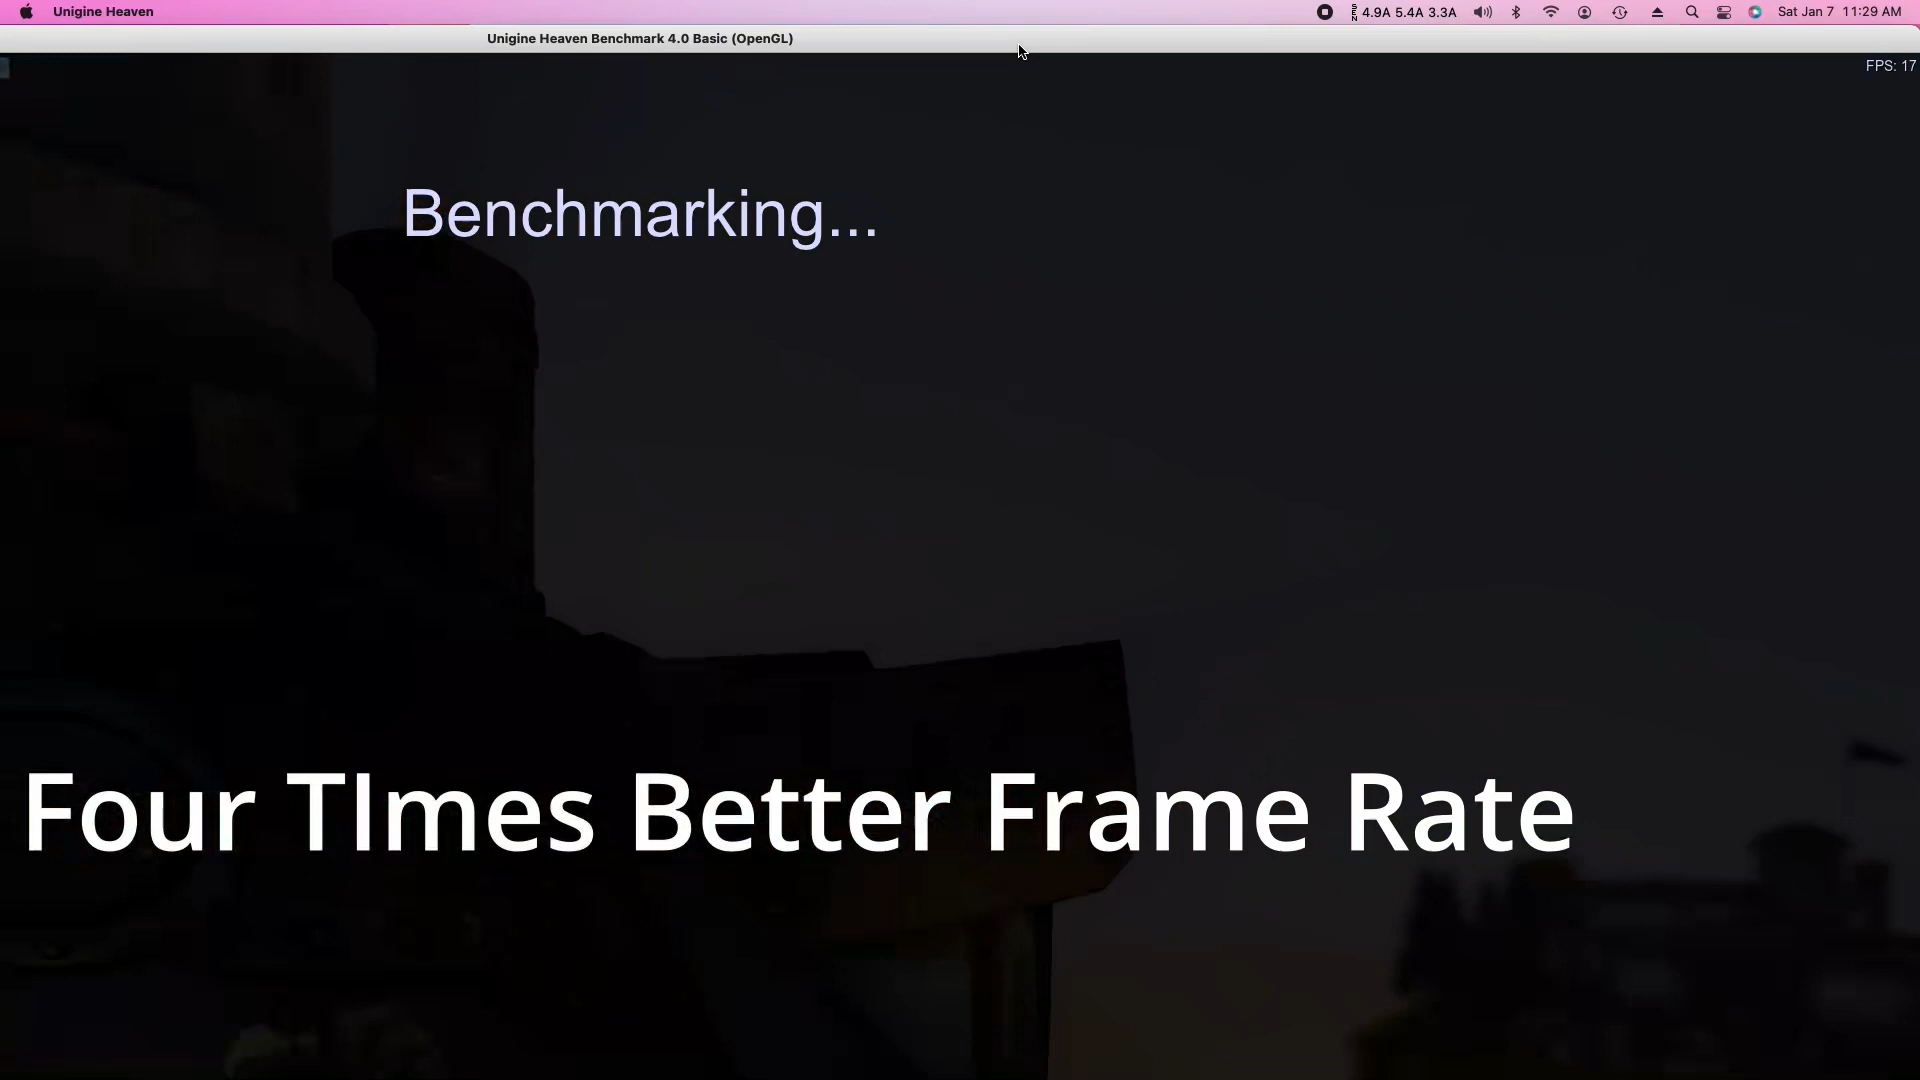 Unigine Heaven
SEN 4.9A 5.4A 3.3A
Sat Jan 7 11:29 AM
Unigine Heaven Benchmark 4.0 Basic (OpenGL)
FPS: 17
Benchmarking...
Four TImes Better Frame Rate